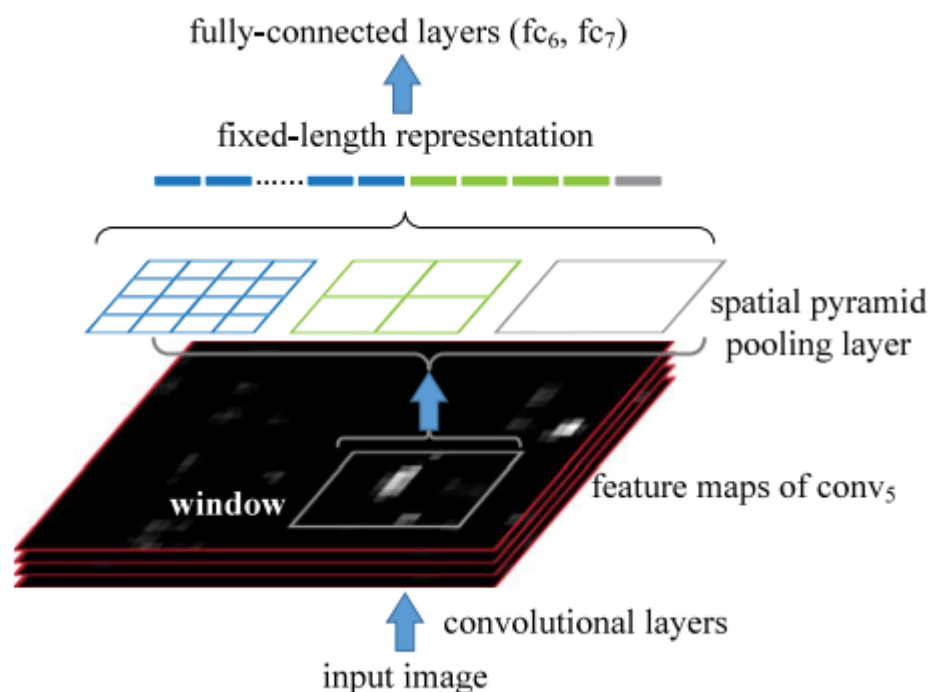 fully-connected layers (fc₆, fc₇)
fixed-length representation
spatial pyramid
pooling layer
window
feature maps of conv₅
convolutional layers
input image